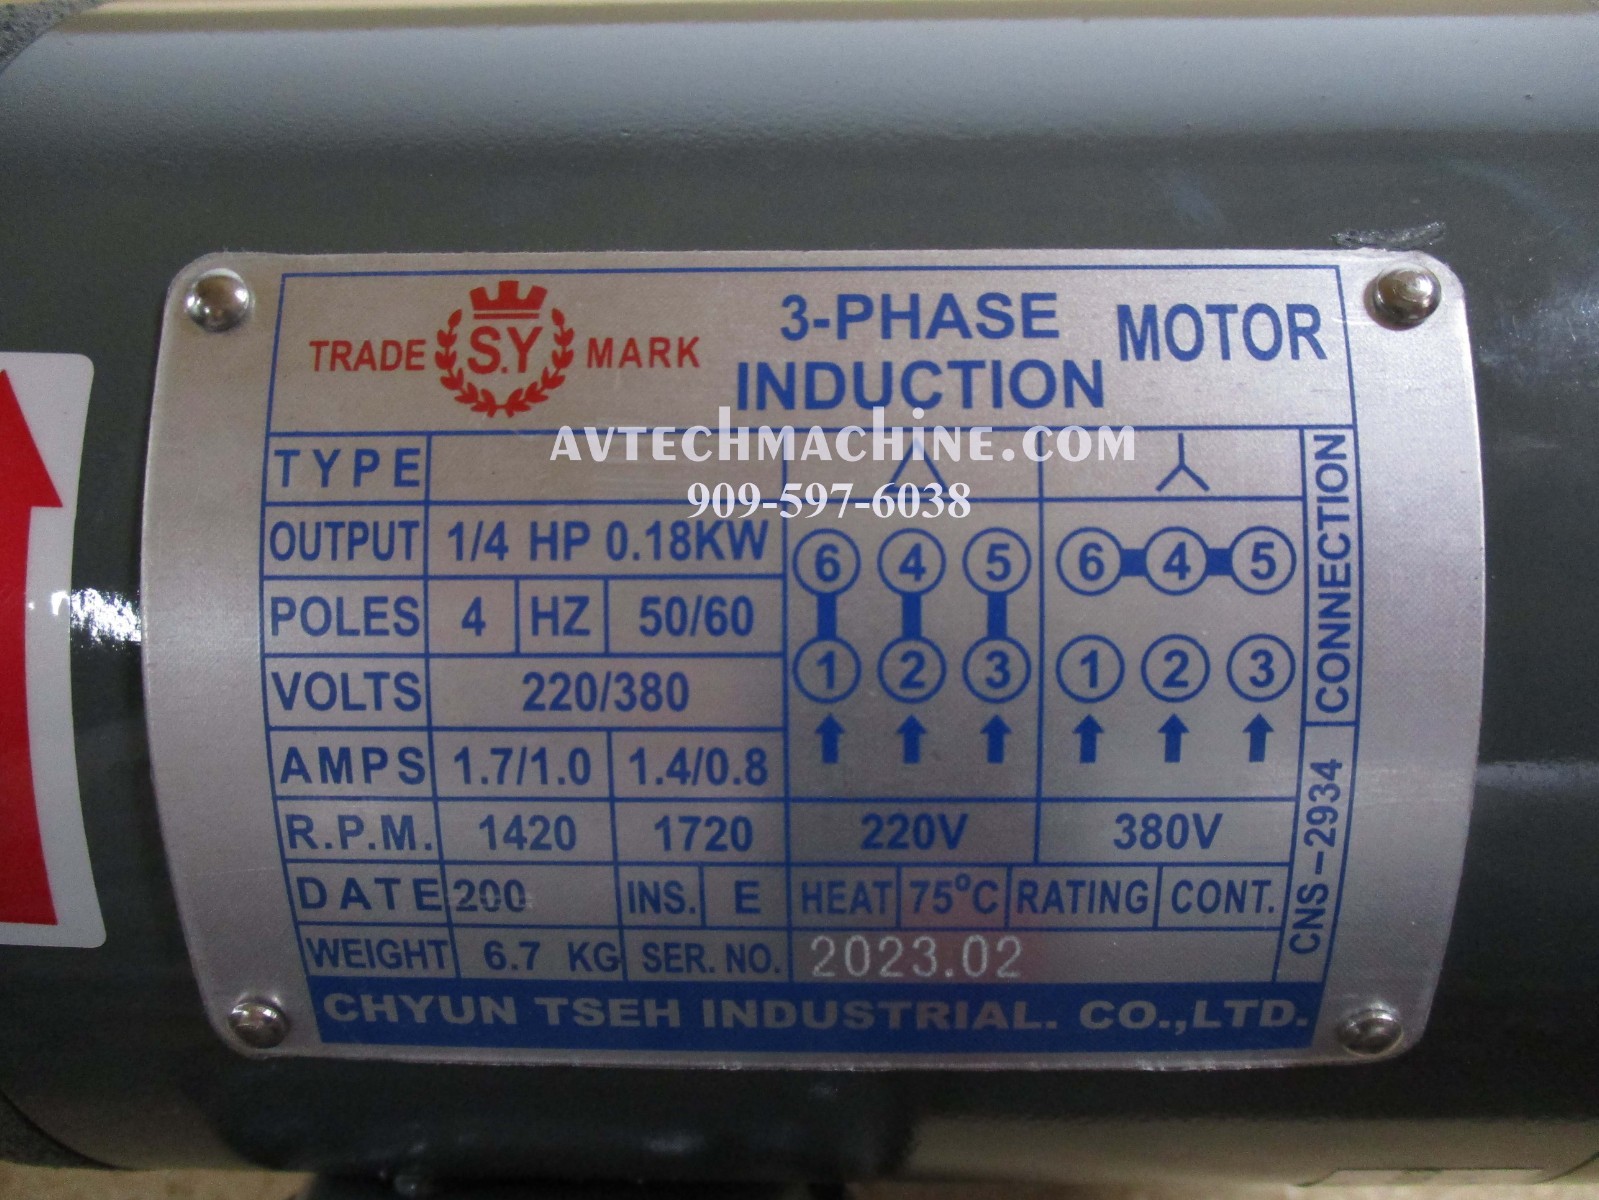 TRADE S.Y MARK
3-PHASE INDUCTION MOTOR
AVTECHMACHINE.COM
909-597-6038
TYPE
OUTPUT 1/4 HP 0.18KW
POLES 4 HZ 50/60
VOLTS 220/380
AMPS 1.7/1.0 1.4/0.8
R.P.M. 1420 1720
DATE 200 INS. E HEAT 75°C RATING CONT.
WEIGHT 6.7 KG SER. NO. 2023.02
6 4 5 6 4 5
1 2 3 1 2 3
220V 380V
CONNECTION
CNS-2934
CHYUN TSEH INDUSTRIAL. CO.,LTD.